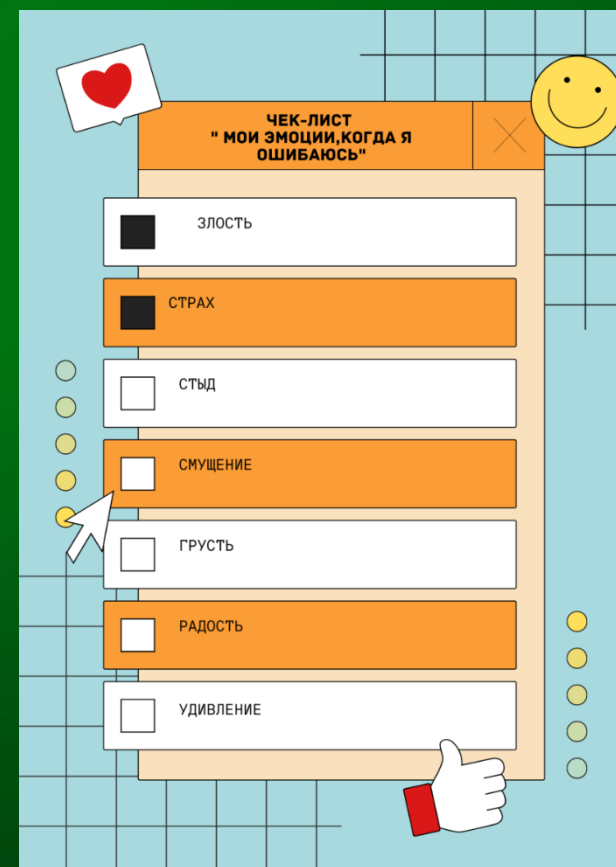 ЧЕК-ЛИСТ
" МОИ ЭМОЦИИ,КОГДА Я
ОШИБАЮСЬ"
ЗЛОСТЬ
СТРАХ
СТЫД
СМУЩЕНИЕ
ГРУСТЬ
РАДОСТЬ
УДИВЛЕНИЕ